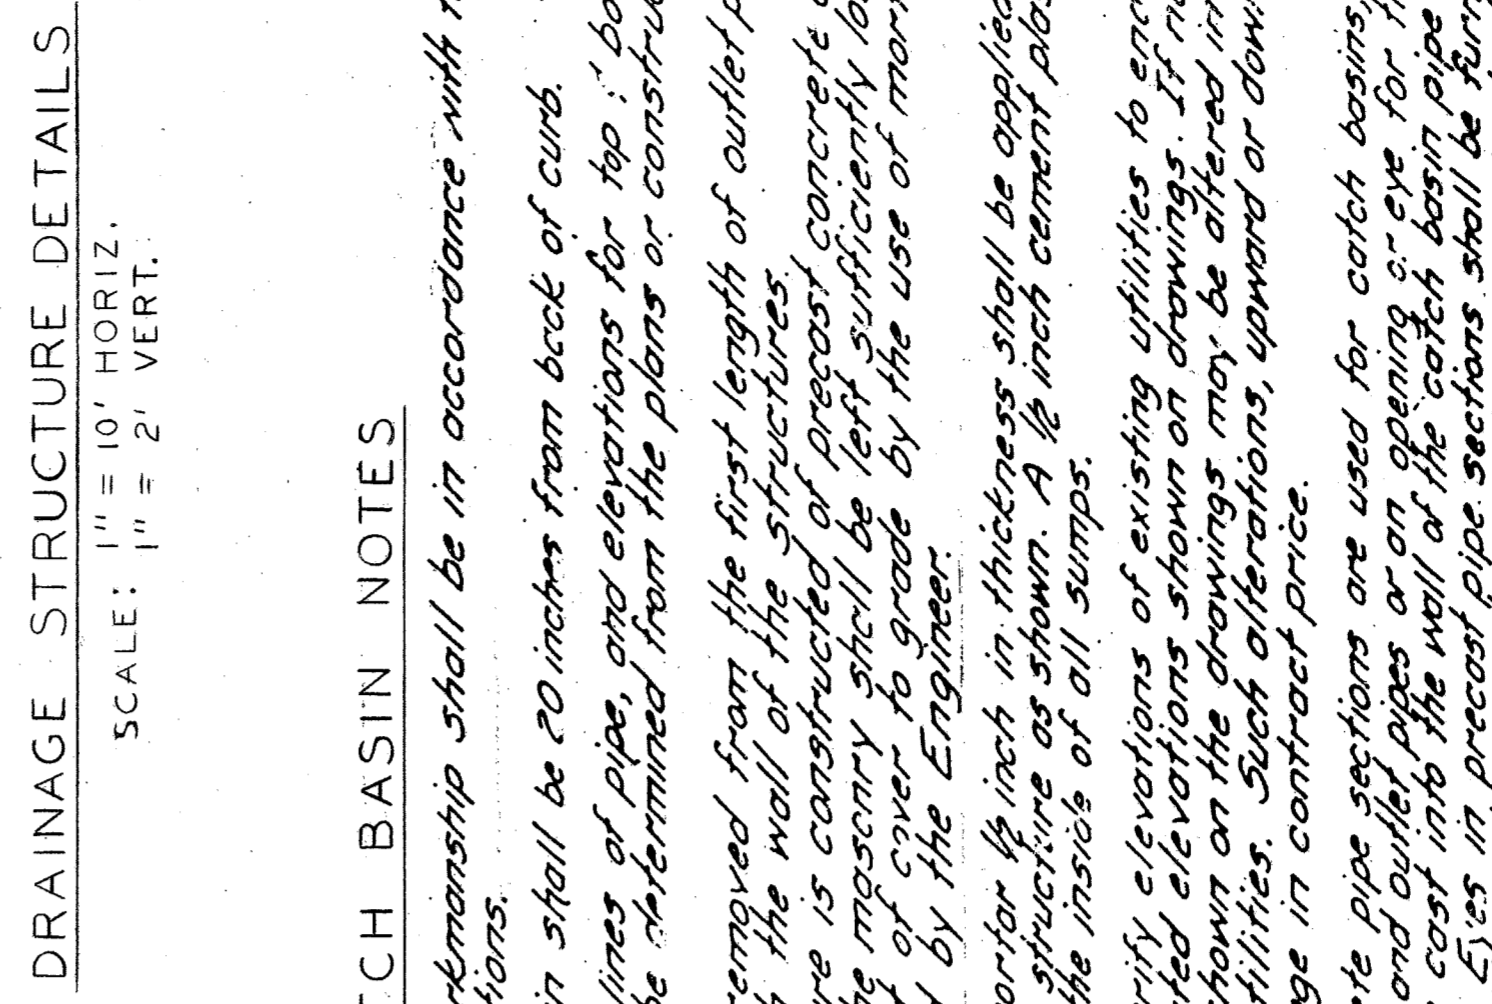 DRAINAGE STRUCTURE DETAILS
SCALE: 1" = 10' HORIZ.
1" = 2' VERT.
TCH BASIN NOTES
rkmanship shall be in accordance with
tions.
in shall be 20 inches from back of curb.
lines of pipe, and elevations for top
be determined from the plans or constru
emoved from the first length of outlet p
the wall of the structures.
re is constructed of precast concrete
he masonry shall be left sufficiently lo
of cover to grade by the use of mor
d by the Engineer.
ortar 1/2 inch in thickness shall be applied
structure as shown. A 1/2 inch cement plas
the inside of all sumps.
rify elevations of existing utilities to enc
ted elevations shown on drawings. If no
hown on the drawings may be altered in
tilities. Such alterations, upward or down
ge in contract price.
te pipe sections are used for catch basins,
and outlet pipes or an opening or eye for
cast into the wall of the catch basin pipe
Eyes in precast pipe sections shall be furn